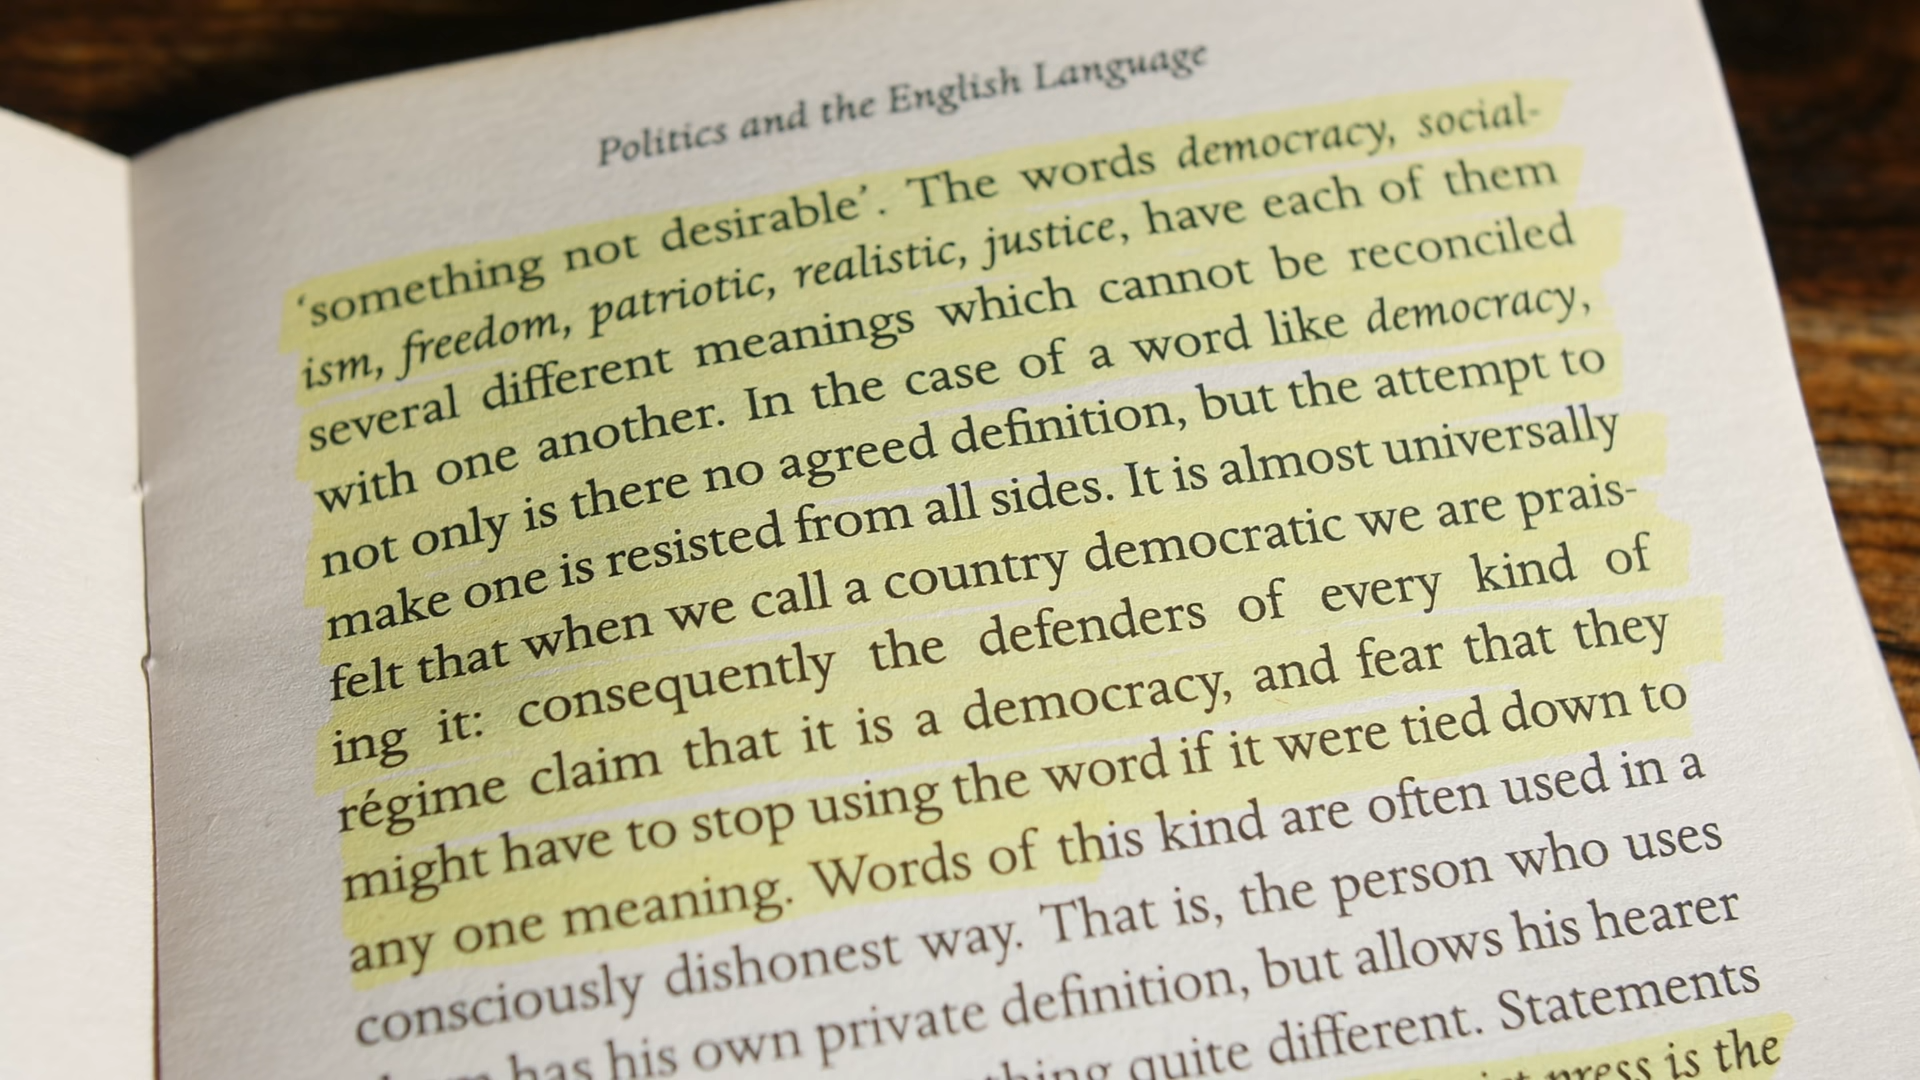 Politics and the English Language
‘something not desirable’. The words democracy, social-
ism, freedom, patriotic, realistic, justice, have each of them
several different meanings which cannot be reconciled
with one another. In the case of a word like democracy,
not only is there no agreed definition, but the attempt to
make one is resisted from all sides. It is almost universally
felt that when we call a country democratic we are prais-
ing it: consequently the defenders of every kind of
régime claim that it is a democracy, and fear that they
might have to stop using the word if it were tied down to
any one meaning. Words of this kind are often used in a
consciously dishonest way. That is, the person who uses
has his own private definition, but allows his hearer
quite different. Statements
press is the